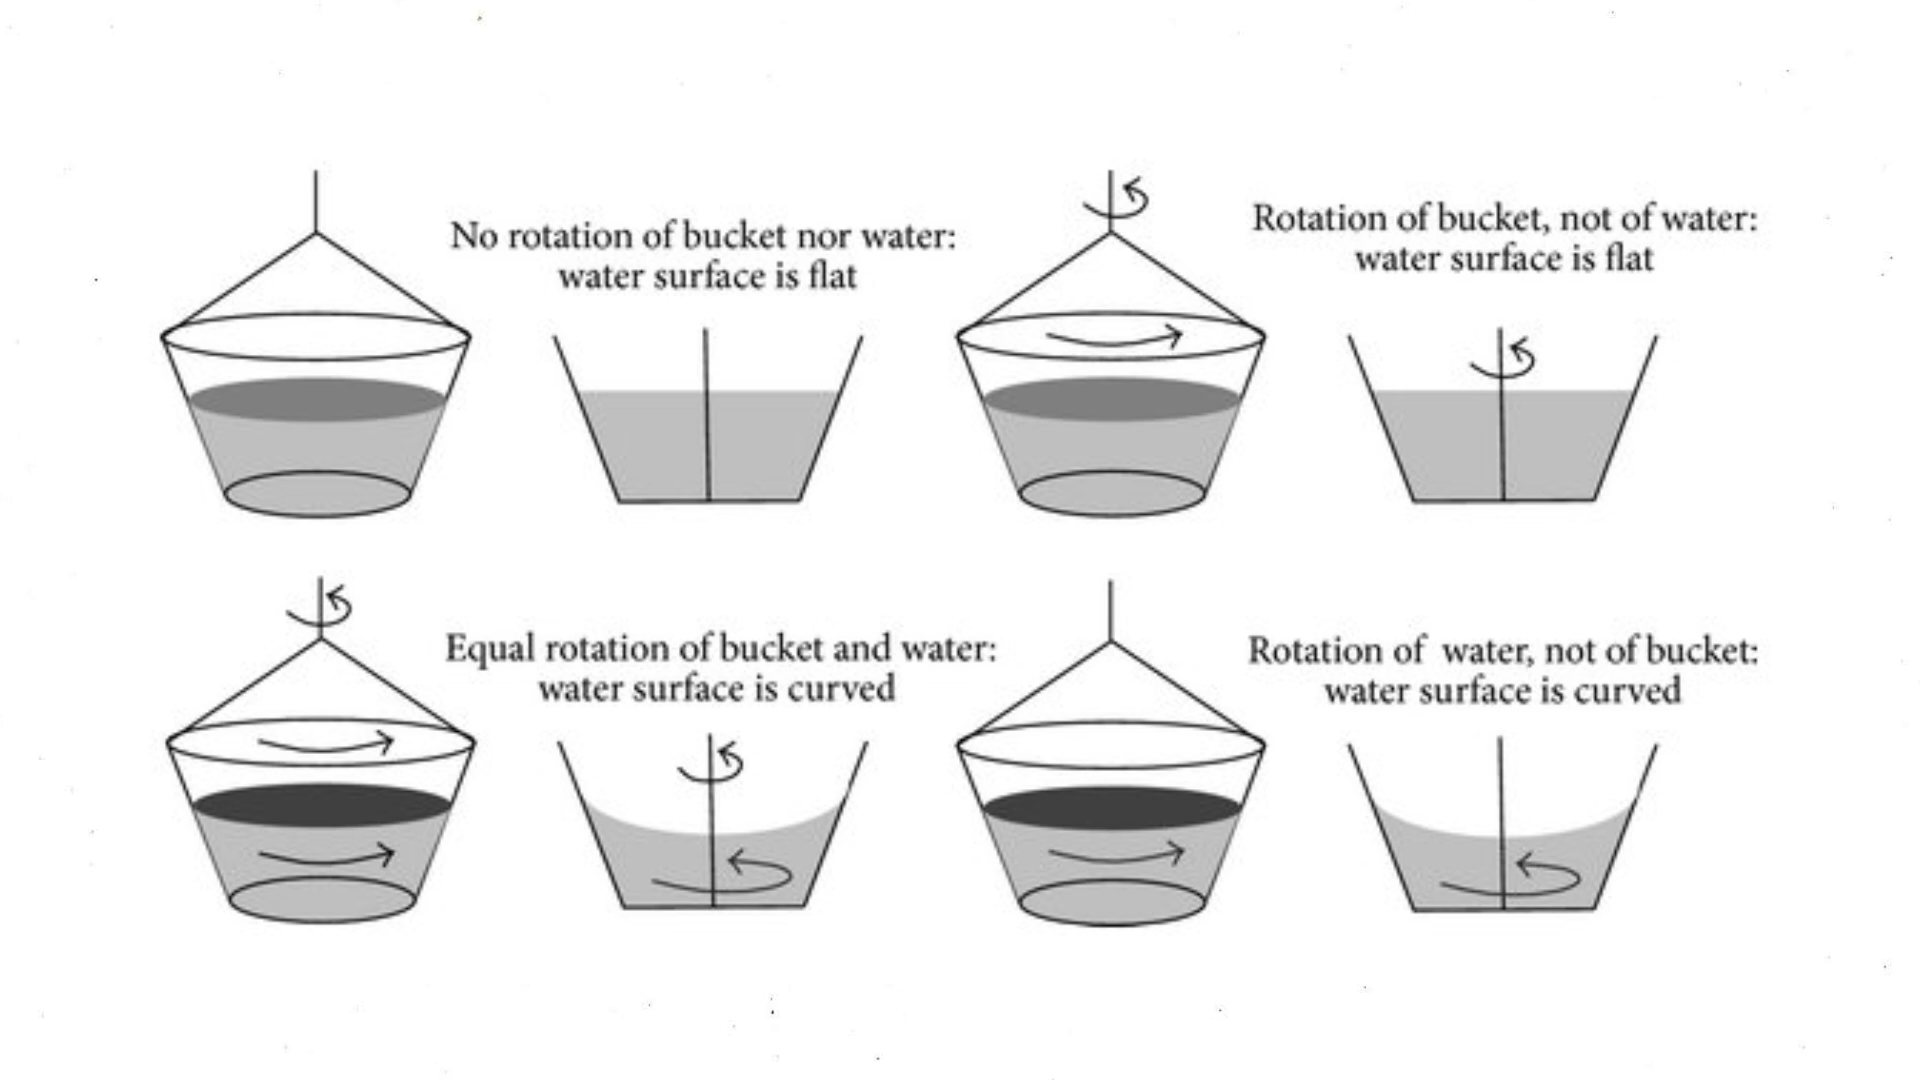 No rotation of bucket nor water:
water surface is flat
Rotation of bucket, not of water:
water surface is flat
Equal rotation of bucket and water:
water surface is curved
Rotation of  water, not of bucket:
water surface is curved